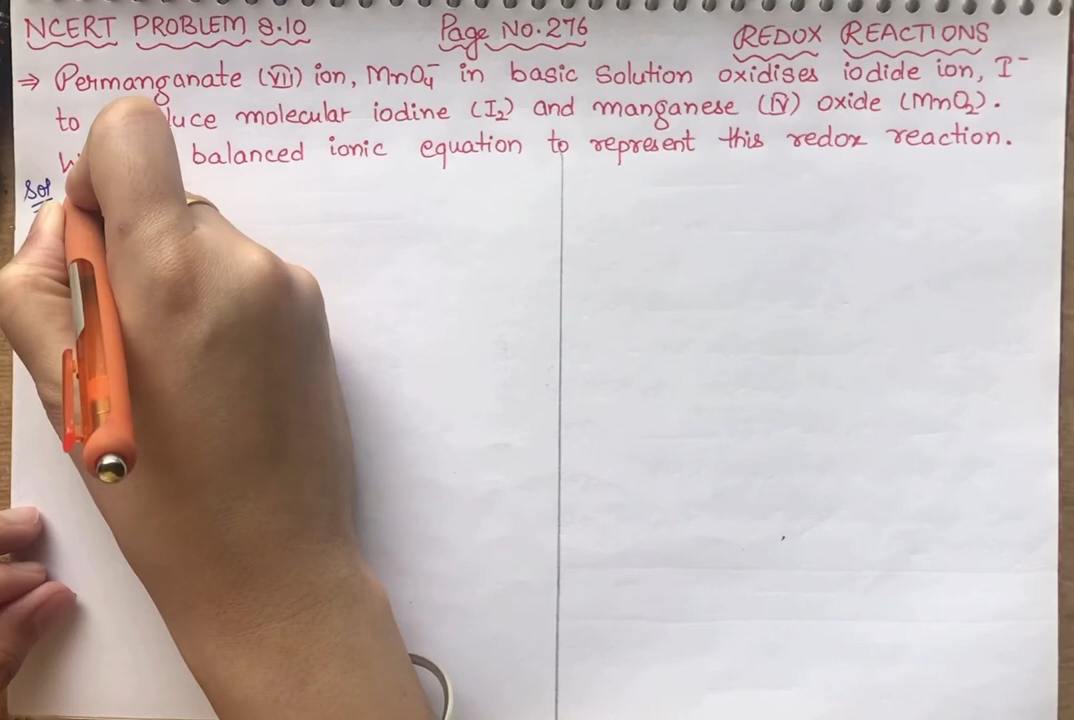 NCERT PROBLEM 8.10 Page No. 276 REDOX REACTIONS
⇒ Permanganate (VII) ion, MnO₄⁻ in basic solution oxidises iodide ion, I⁻
to duce molecular iodine (I₂) and manganese (IV) oxide (MnO₂).
balanced ionic equation to represent this redox reaction.
Sol